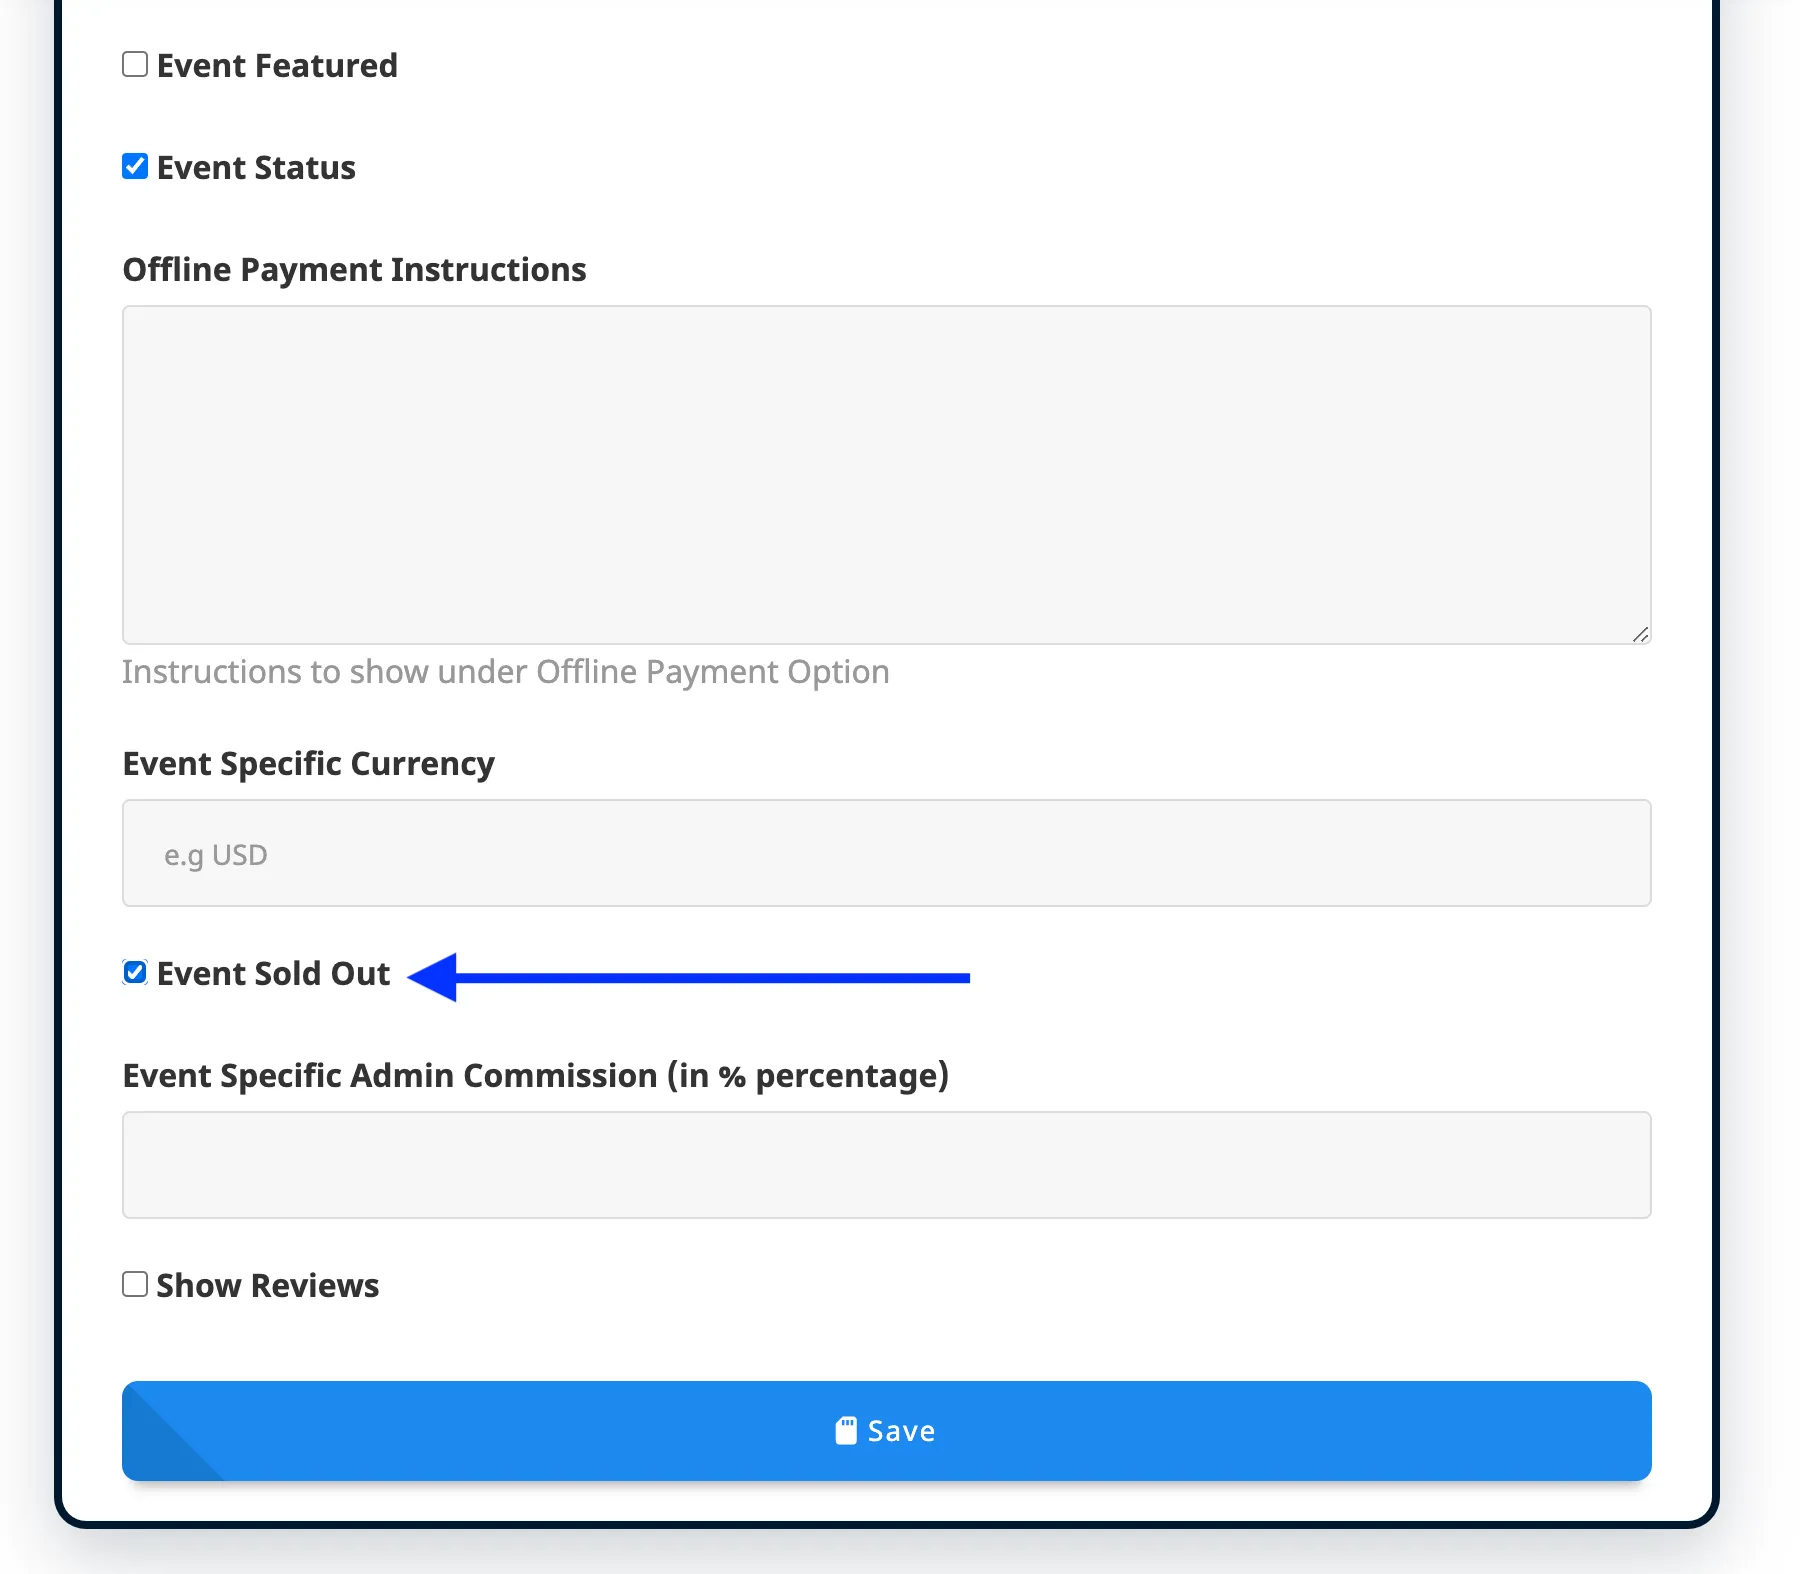 Event Featured
Event Status
Offline Payment Instructions
Instructions to show under Offline Payment Option
Event Specific Currency
e.g USD
Event Sold Out
Event Specific Admin Commission (in % percentage)
Show Reviews
Save